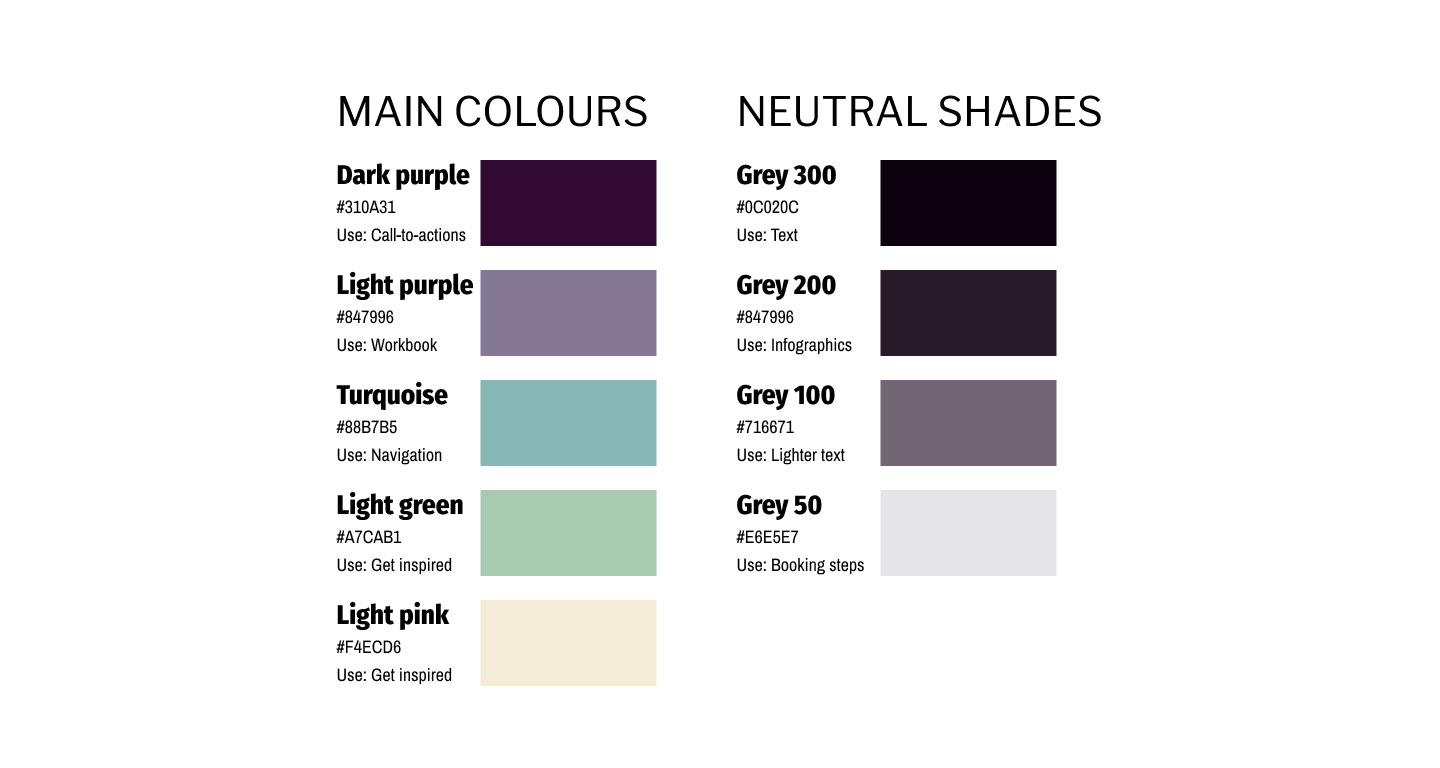 MAIN COLOURS
Dark purple
#310A31
Use: Call-to-actions
Light purple
#847996
Use: Workbook
Turquoise
#88B7B5
Use: Navigation
Light green
#A7CAB1
Use: Get inspired
Light pink
#F4ECD6
Use: Get inspired
NEUTRAL SHADES
Grey 300
#0C020C
Use: Text
Grey 200
#847996
Use: Infographics
Grey 100
#716671
Use: Lighter text
Grey 50
#E6E5E7
Use: Booking steps